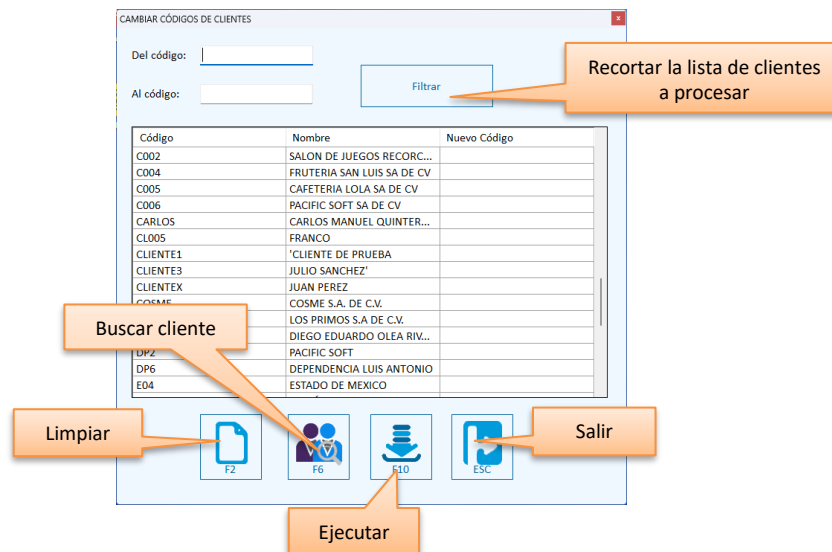 CAMBIAR CÓDIGOS DE CLIENTES
x
Del código:
Al código:
Filtrar
Recortar la lista de clientes
a procesar
Código Nombre Nuevo Código
C002 SALON DE JUEGOS RECORC...
C004 FRUTERIA SAN LUIS SA DE CV
C005 CAFETERIA LOLA SA DE CV
C006 PACIFIC SOFT SA DE CV
CARLOS CARLOS MANUEL QUINTER...
CL005 FRANCO
CLIENTE1 'CLIENTE DE PRUEBA
CLIENTE3 JULIO SANCHEZ'
CLIENTEX JUAN PEREZ
COSME COSME S.A. DE C.V.
LOS PRIMOS S.A DE C.V.
DIEGO EDUARDO OLEA RIV...
DP2 PACIFIC SOFT
DP6 DEPENDENCIA LUIS ANTONIO
E04 ESTADO DE MEXICO
Buscar cliente
Limpiar
Salir
F2 F6 F10 ESC
Ejecutar